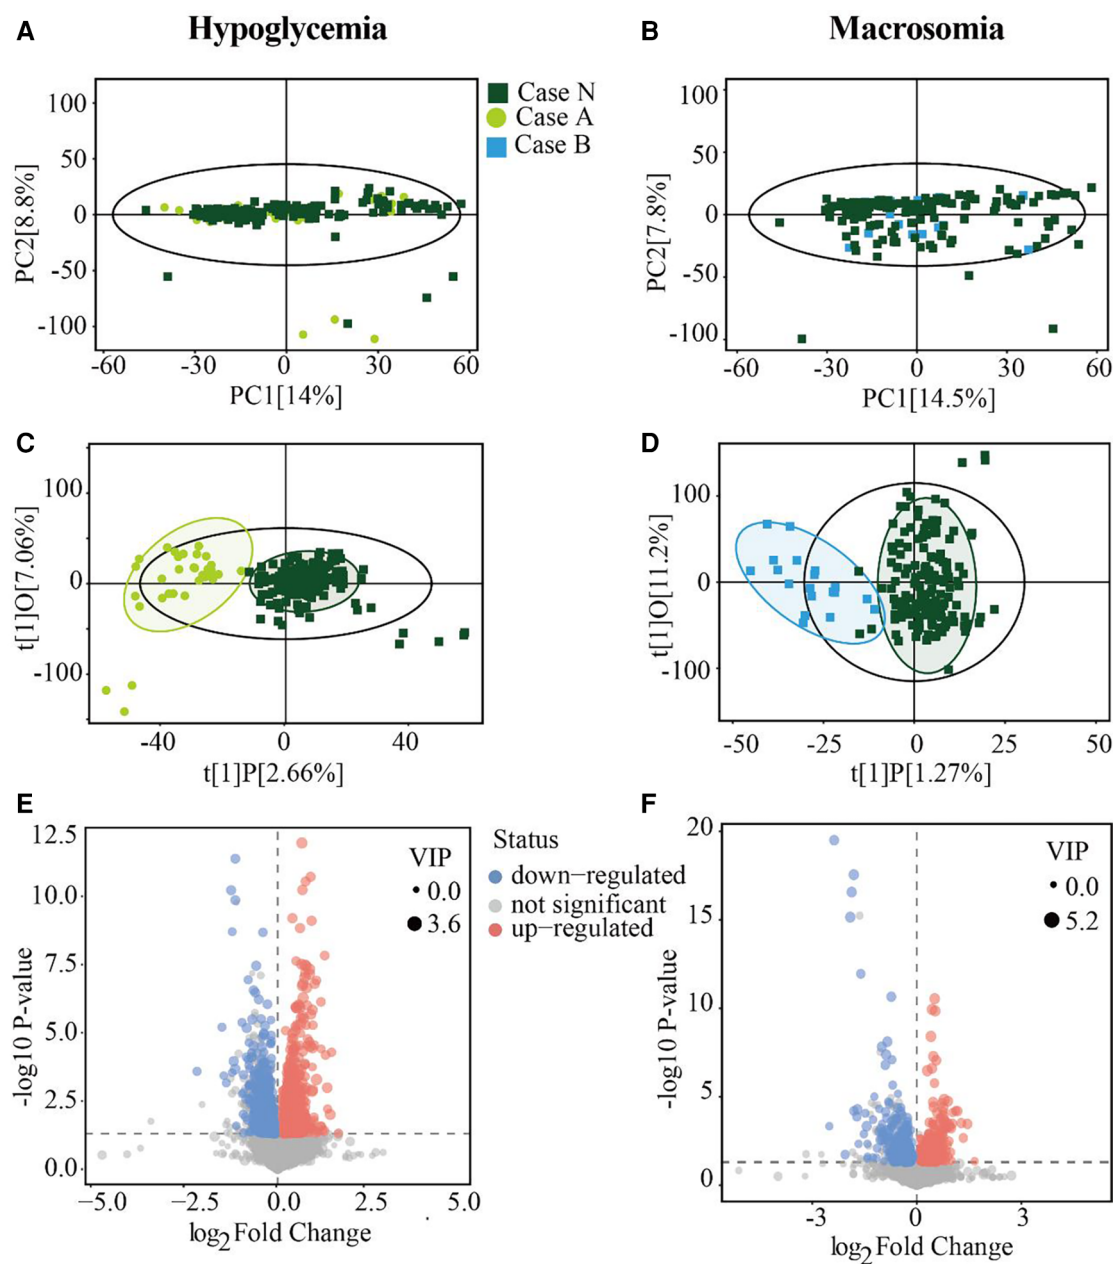 A
Hypoglycemia
B
Macrosomia
Case N
Case A
Case B
100
50
0
-50
-100
PC2[8.8%]
-60
-30
0
30
60
PC1[14%]
100
50
0
-50
-100
PC2[7.8%]
-60
-30
0
30
60
PC1[14.5%]
C
100
0
-100
t[1]O[7.06%]
-40
0
40
t[1]P[2.66%]
D
100
0
-100
t[1]O[11.2%]
-50
-25
0
25
50
t[1]P[1.27%]
E
12.5
10.0
7.5
5.0
2.5
0.0
-log10 P-value
VIP
0.0
3.6
−5.0
−2.5
0.0
2.5
5.0
log2 Fold Change
Status
down−regulated
not significant
up−regulated
F
20
15
10
5
0
-log10 P-value
VIP
0.0
5.2
-3
0
3
log2 Fold Change